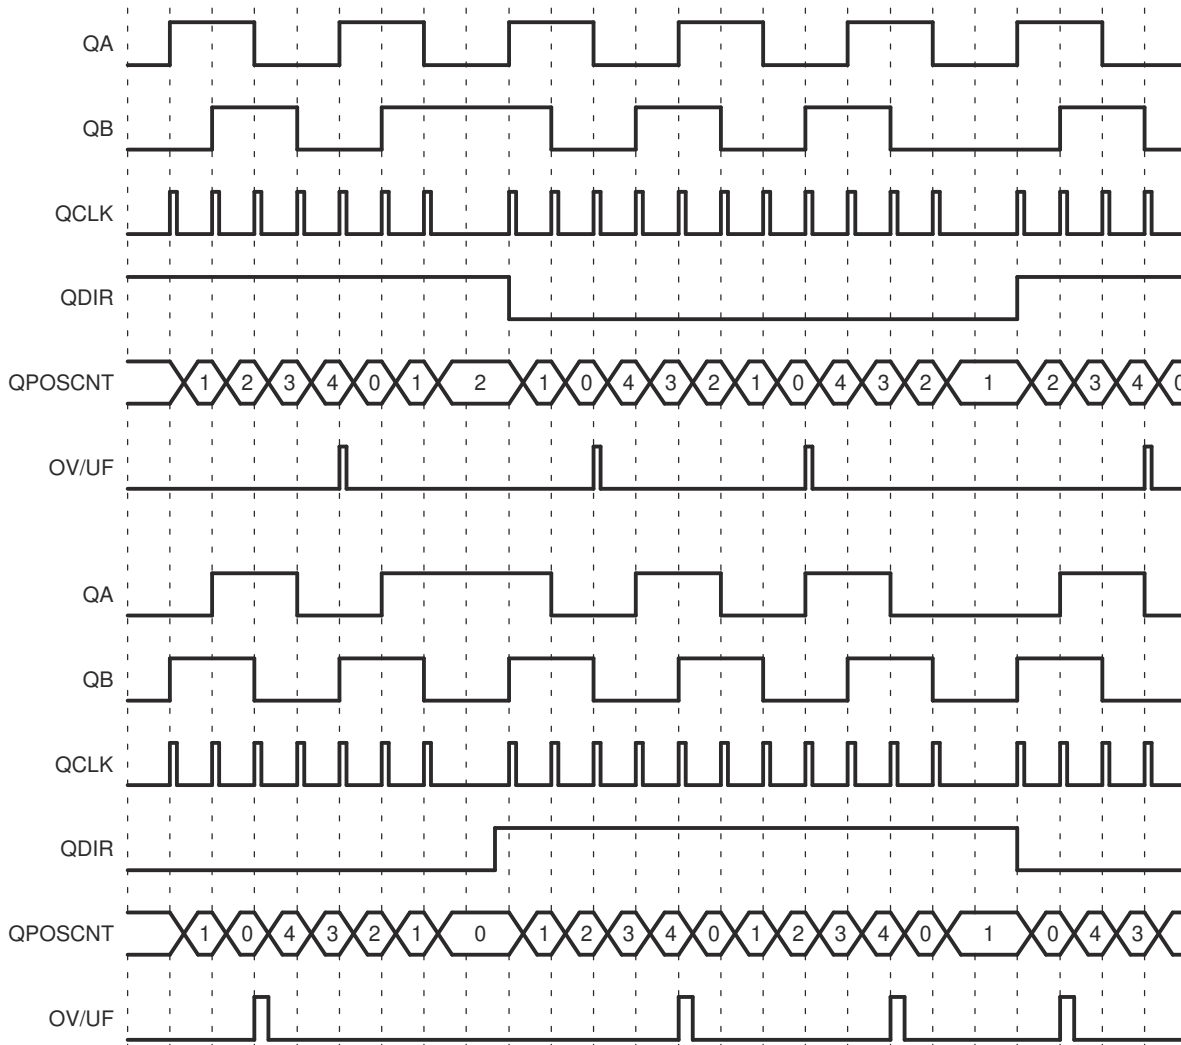 QA
QB
QCLK
QDIR
QPOSCNT 1 2 3 4 0 1 2 1 0 4 3 2 1 0 4 3 2 1 2 3 4 0
OV/UF
QA
QB
QCLK
QDIR
QPOSCNT 1 0 4 3 2 1 0 1 2 3 4 0 1 2 3 4 0 1 0 4 3
OV/UF